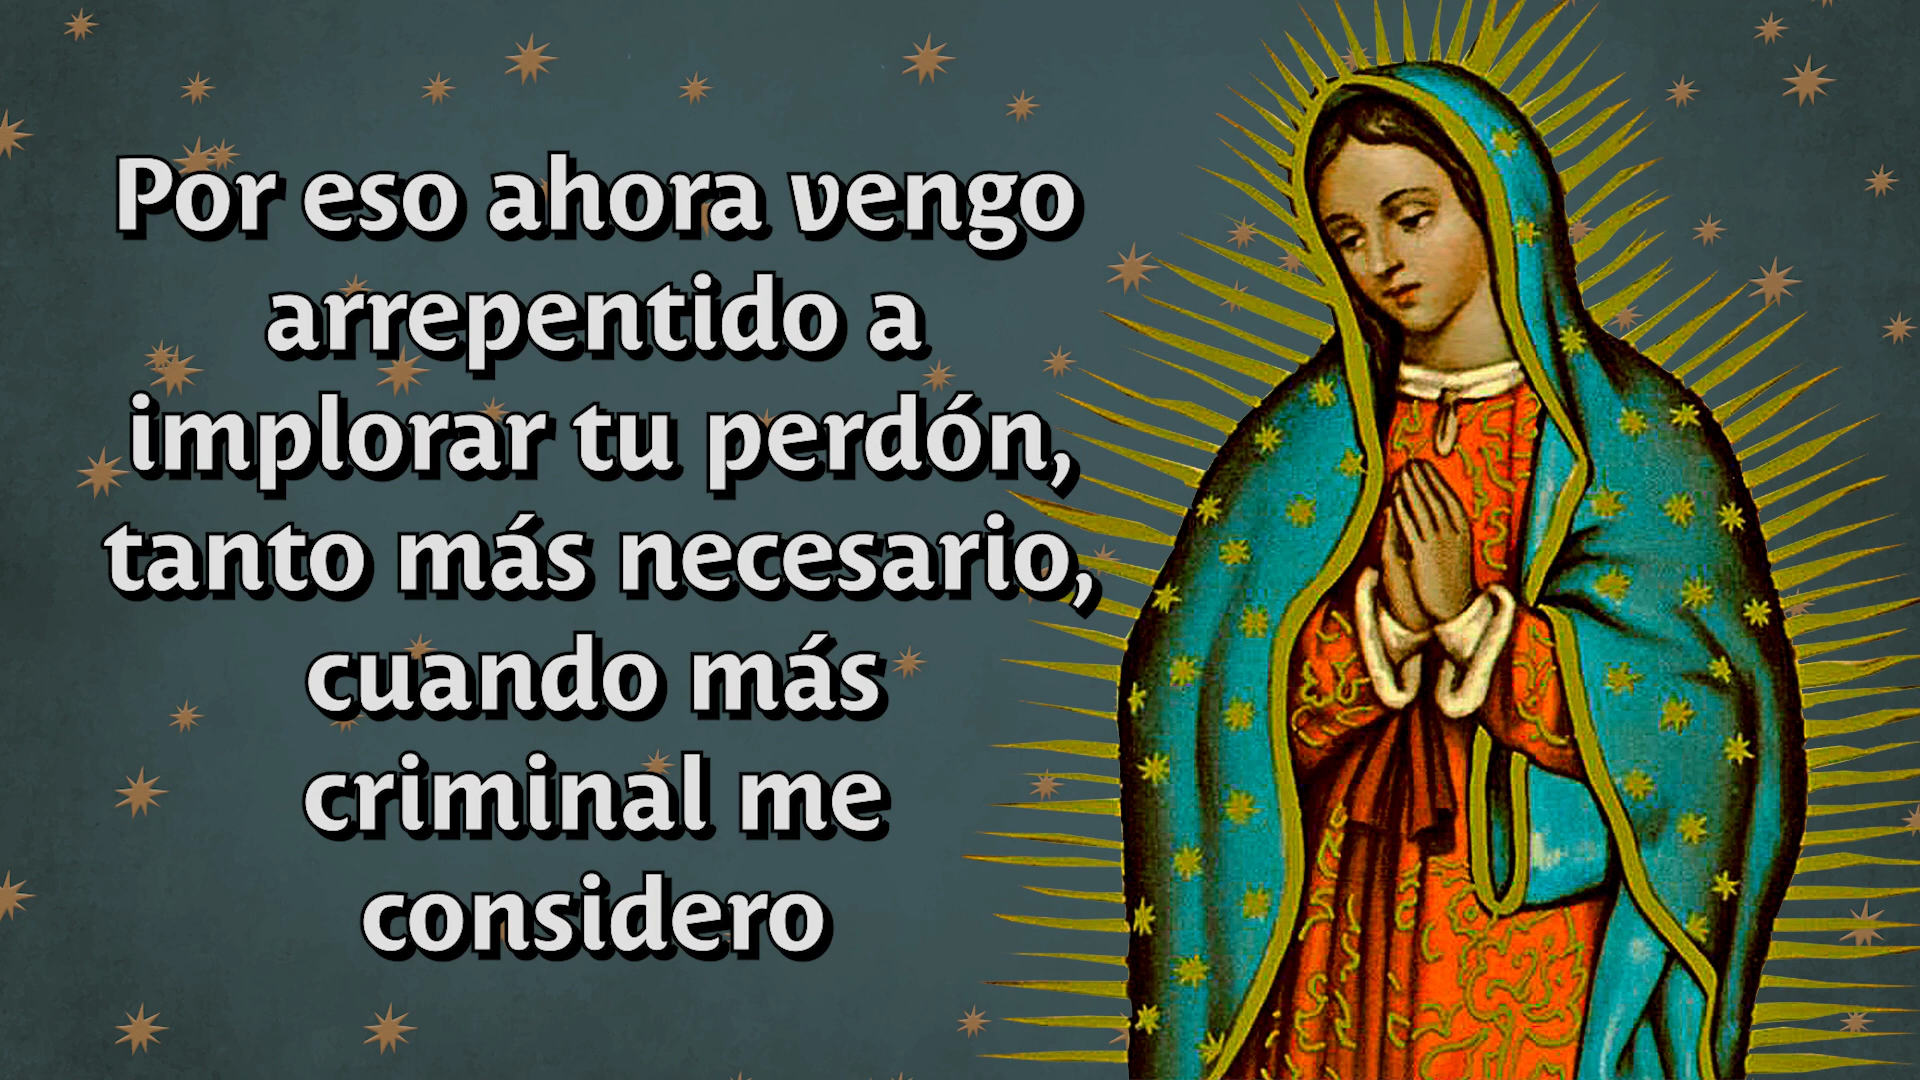 Por eso ahora vengo
arrepentido a
implorar tu perdón,
tanto más necesario,
cuando más
criminal me
considero